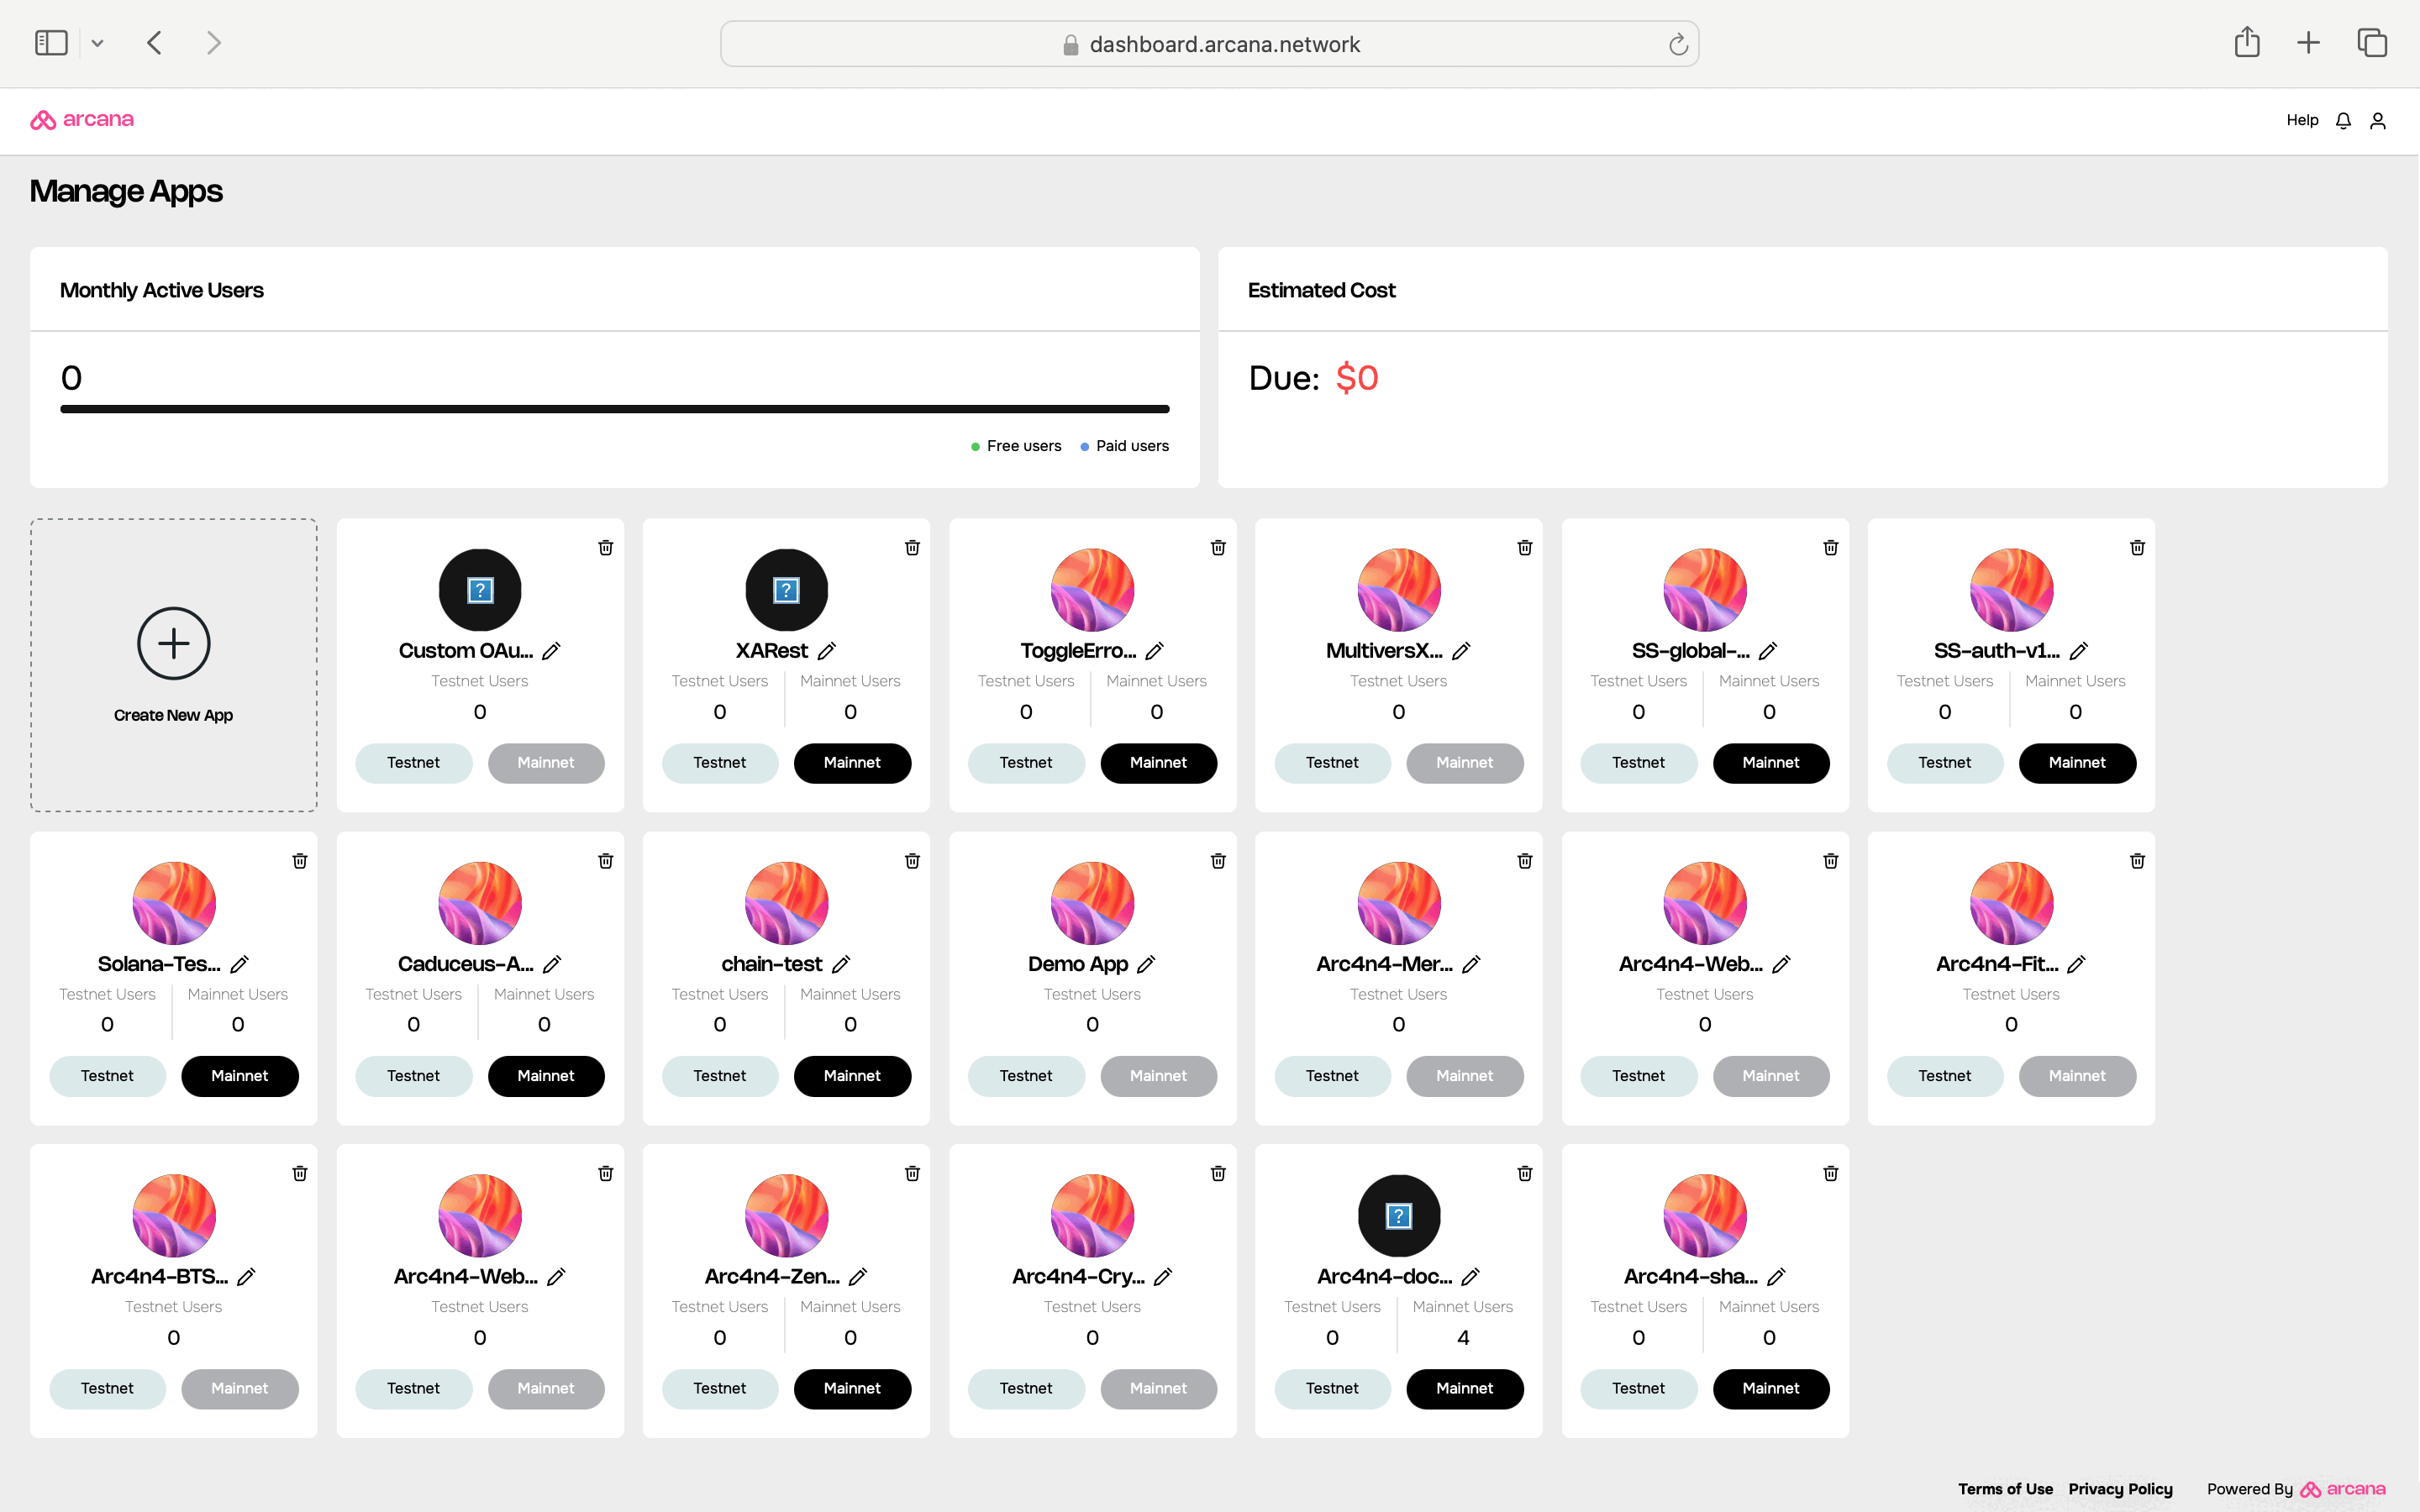 dashboard.arcana.network
arcana
Help
Manage Apps
Monthly Active Users
0
Free users Paid users
Estimated Cost
Due: $0
Create New App
Custom OAu...
Testnet Users
0
Testnet Mainnet
XARest
Testnet Users Mainnet Users
0 0
Testnet Mainnet
ToggleErro...
Testnet Users Mainnet Users
0 0
Testnet Mainnet
MultiversX...
Testnet Users
0
Testnet Mainnet
SS-global-...
Testnet Users Mainnet Users
0 0
Testnet Mainnet
SS-auth-v1...
Testnet Users Mainnet Users
0 0
Testnet Mainnet
Solana-Tes...
Testnet Users Mainnet Users
0 0
Testnet Mainnet
Caduceus-A...
Testnet Users Mainnet Users
0 0
Testnet Mainnet
chain-test
Testnet Users Mainnet Users
0 0
Testnet Mainnet
Demo App
Testnet Users
0
Testnet Mainnet
Arc4n4-Mer...
Testnet Users
0
Testnet Mainnet
Arc4n4-Web...
Testnet Users
0
Testnet Mainnet
Arc4n4-Fit...
Testnet Users
0
Testnet Mainnet
Arc4n4-BTS...
Testnet Users
0
Testnet Mainnet
Arc4n4-Web...
Testnet Users
0
Testnet Mainnet
Arc4n4-Zen...
Testnet Users Mainnet Users
0 0
Testnet Mainnet
Arc4n4-Cry...
Testnet Users
0
Testnet Mainnet
Arc4n4-doc...
Testnet Users Mainnet Users
0 4
Testnet Mainnet
Arc4n4-sha...
Testnet Users Mainnet Users
0 0
Testnet Mainnet
Terms of Use Privacy Policy Powered By arcana